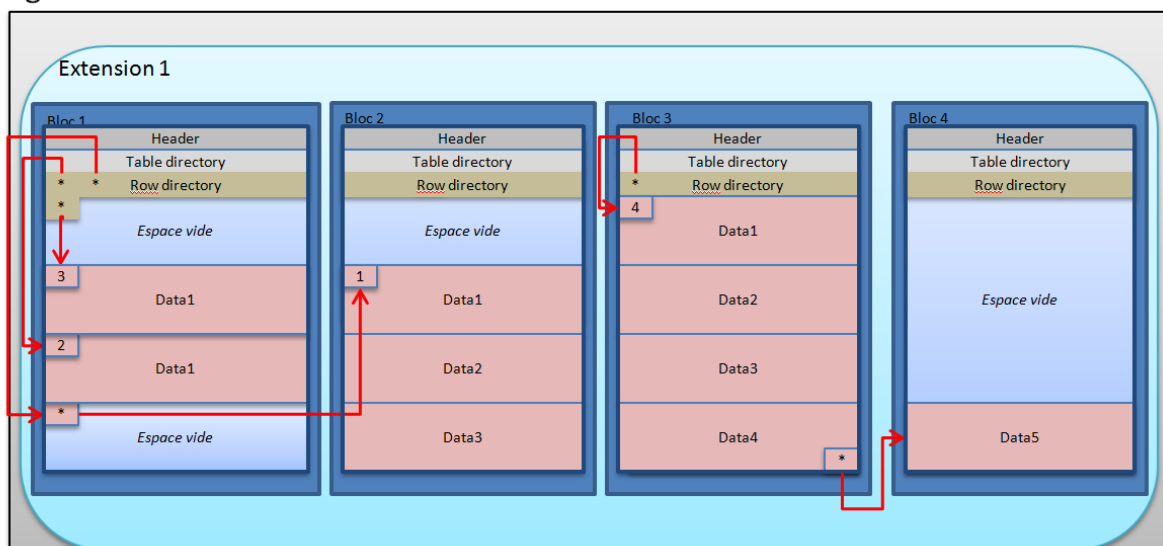 Extension 1
Bloc 1
Header
Table directory
* * Row directory
*
Espace vide
3
Data1
2
Data1
*
Espace vide
Bloc 2
Header
Table directory
Row directory
Espace vide
1
Data1
Data2
Data3
Bloc 3
Header
Table directory
* Row directory
4
Data1
Data2
Data3
Data4
*
Bloc 4
Header
Table directory
Row directory
Espace vide
Data5